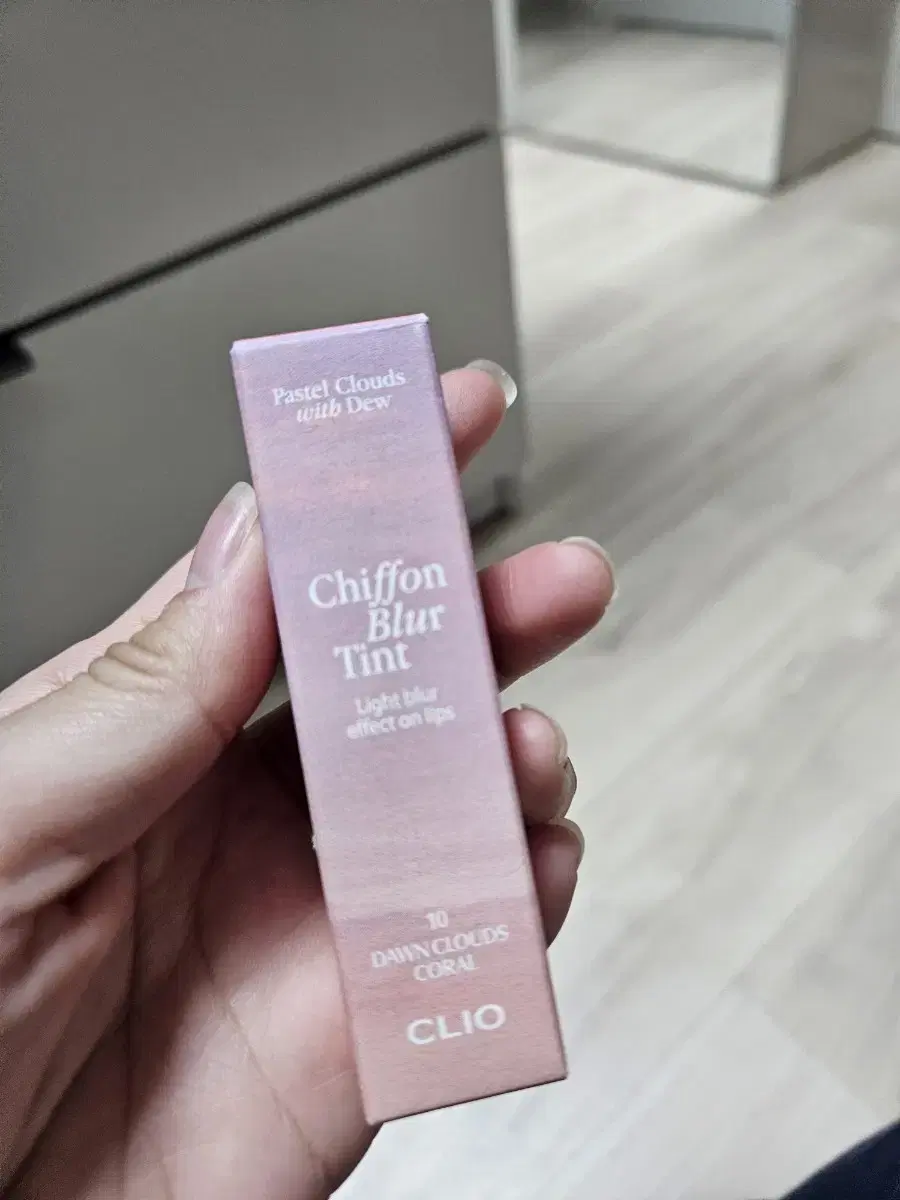 Pastel Clouds
with Dew
Chiffon
Blur
Tint
Light blur
effect on lips
10
DAWN CLOUDS
CORAL
CLIO